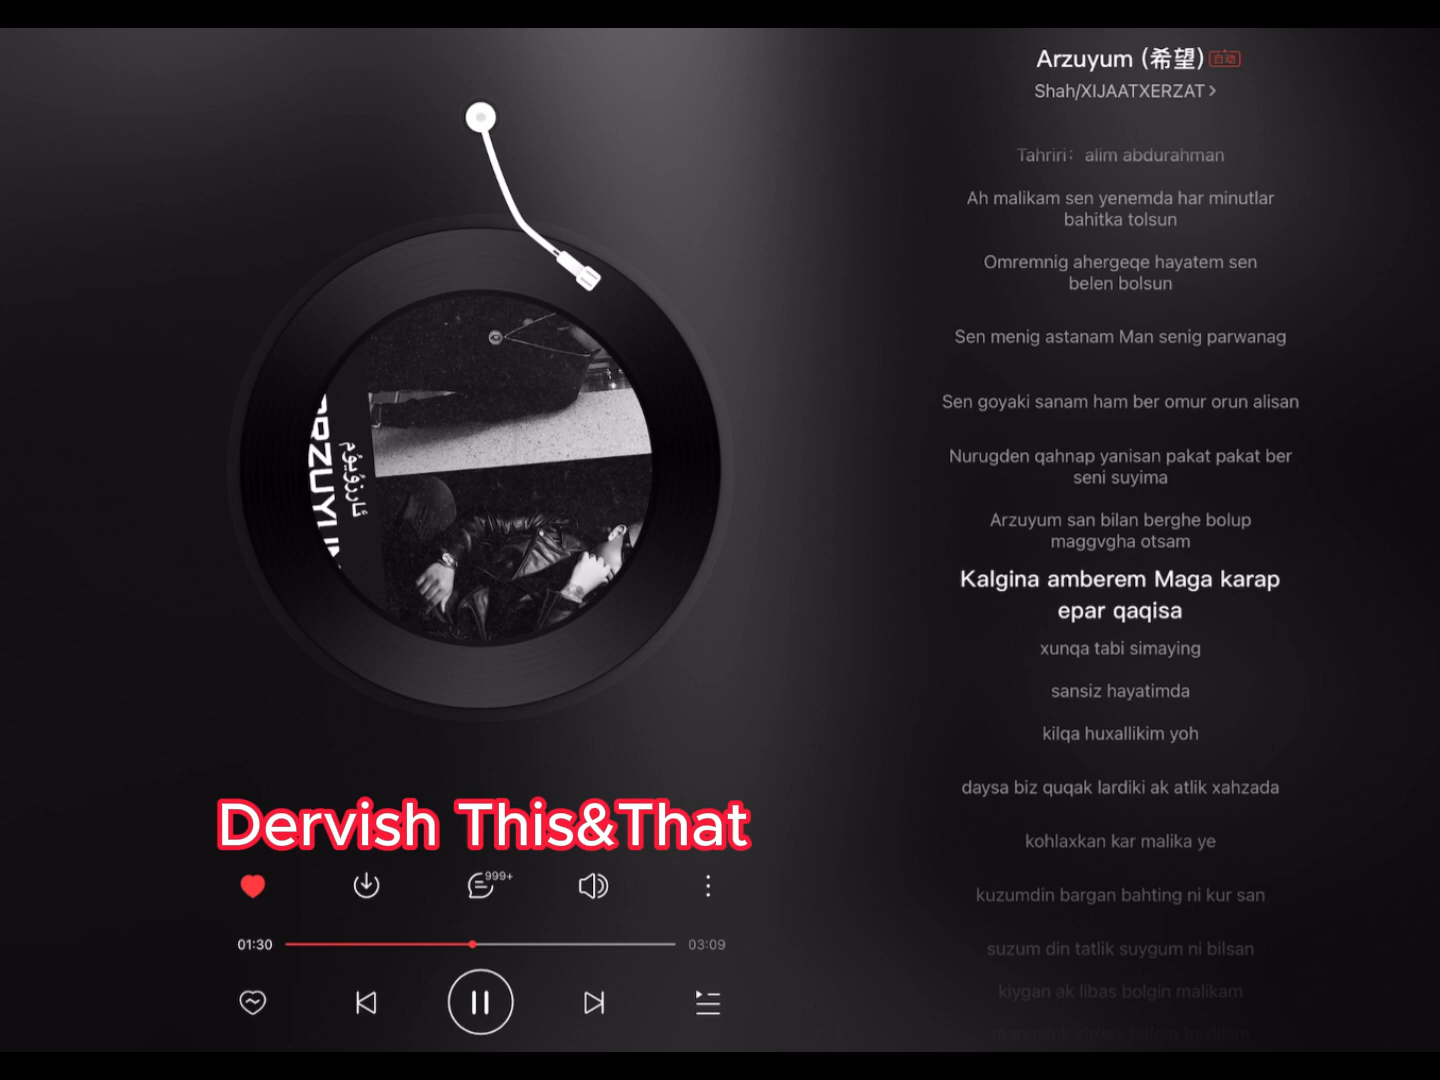 Arzuyum (希望)
Shah/XIJAATXERZAT
Tahriri：alim abdurahman
Ah malikam sen yenemda har minutlar
bahitka tolsun
Omremnig ahergeqe hayatem sen
belen bolsun
Sen menig astanam Man senig parwanag
Sen goyaki sanam ham ber omur orun alisan
Nurugden qahnap yanisan pakat pakat ber
seni suyima
Arzuyum san bilan berghe bolup
maggvgha otsam
Kalgina amberem Maga karap
epar qaqisa
xunqa tabi simaying
sansiz hayatimda
kilqa huxallikim yoh
daysa biz quqak lardiki ak atlik xahzada
kohlaxkan kar malika ye
kuzumdin bargan bahting ni kur san
suzum din tatlik suygum ni bilsan
kiygan ak libas bolgin malikam
ئارزۇيۇم
Dervish This&That
999+
01:30
03:09